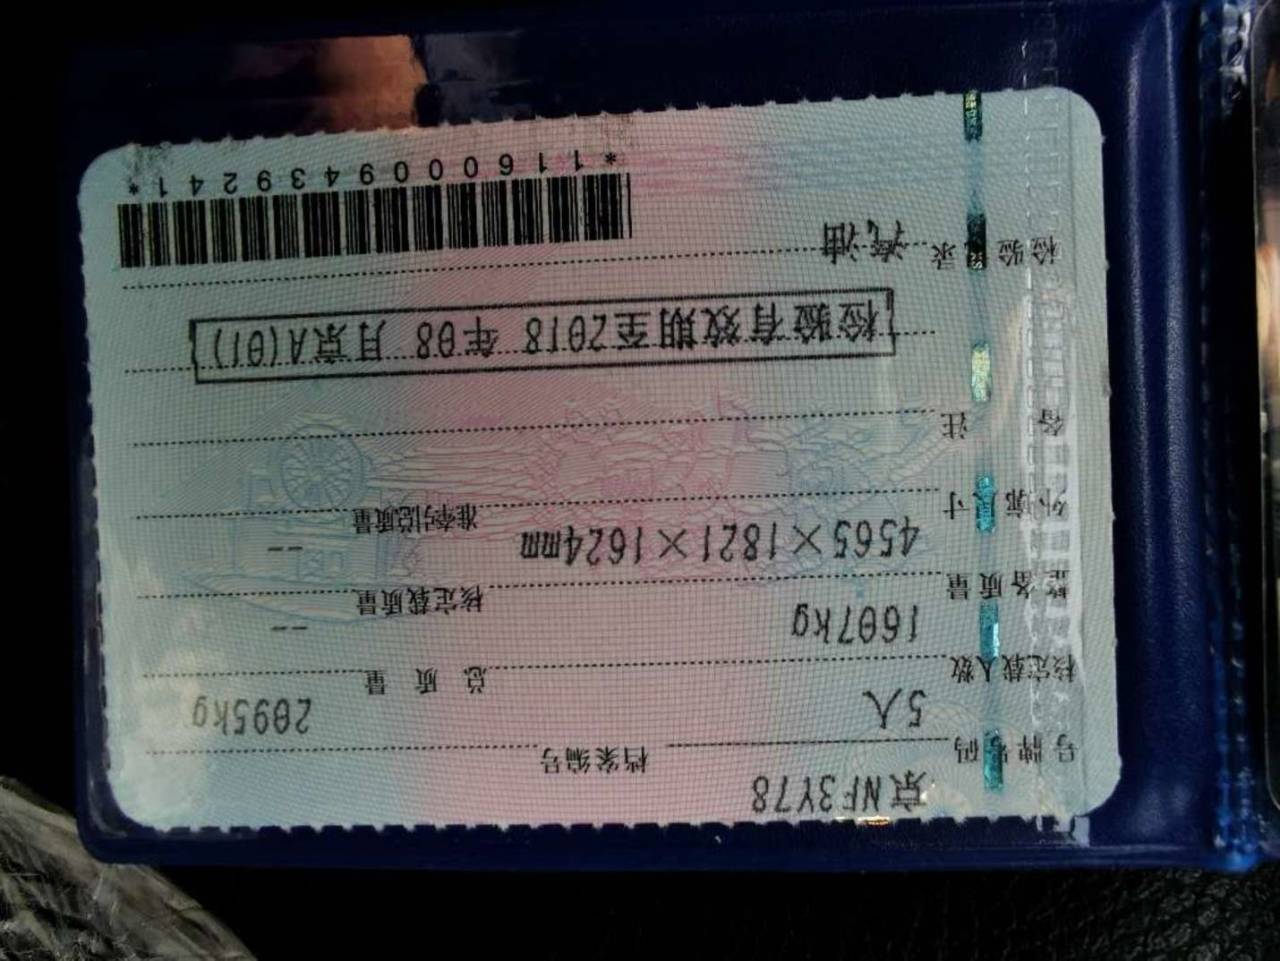 号牌号码 京NF3Y78 档案编号
核定载人数 5人 总质量 2095kg
整备质量 1607kg 核定载质量 --
外廓尺寸 4565×1821×1624mm 准牵引总质量 --
备注
检验有效期至2018 年08 月京A(01)
检验记录 汽油
*1160009439241*